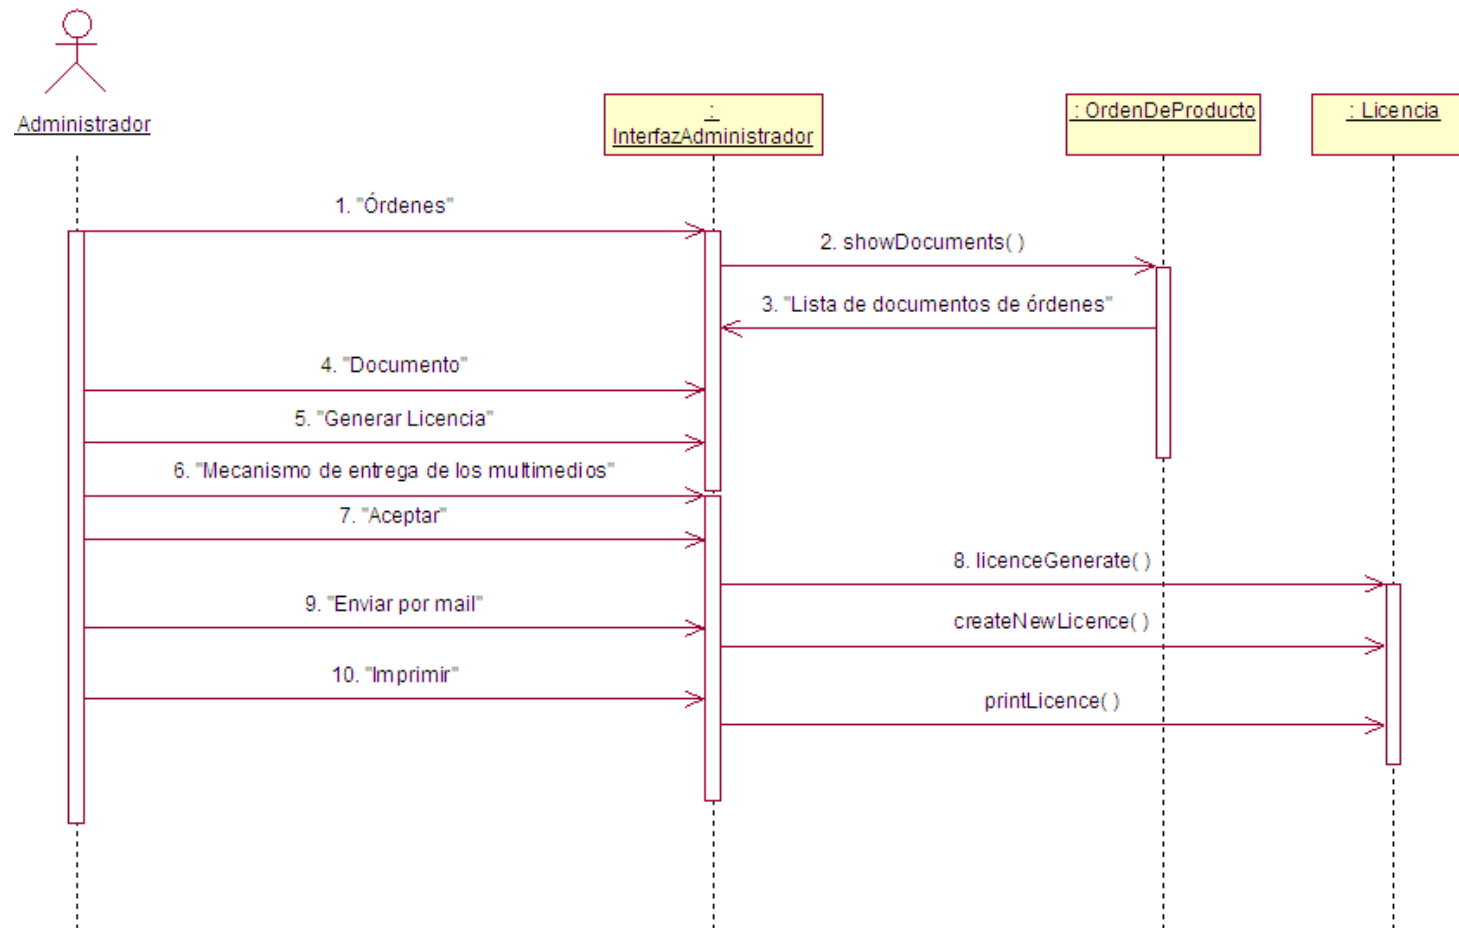 Administrador
:
InterfazAdministrador
: OrdenDeProducto
: Licencia
1. "Órdenes"
2. showDocuments( )
3. "Lista de documentos de órdenes"
4. "Documento"
5. "Generar Licencia"
6. "Mecanismo de entrega de los multimedios"
7. "Aceptar"
8. licenceGenerate( )
9. "Enviar por mail"
createNewLicence( )
10. "Imprimir"
printLicence( )